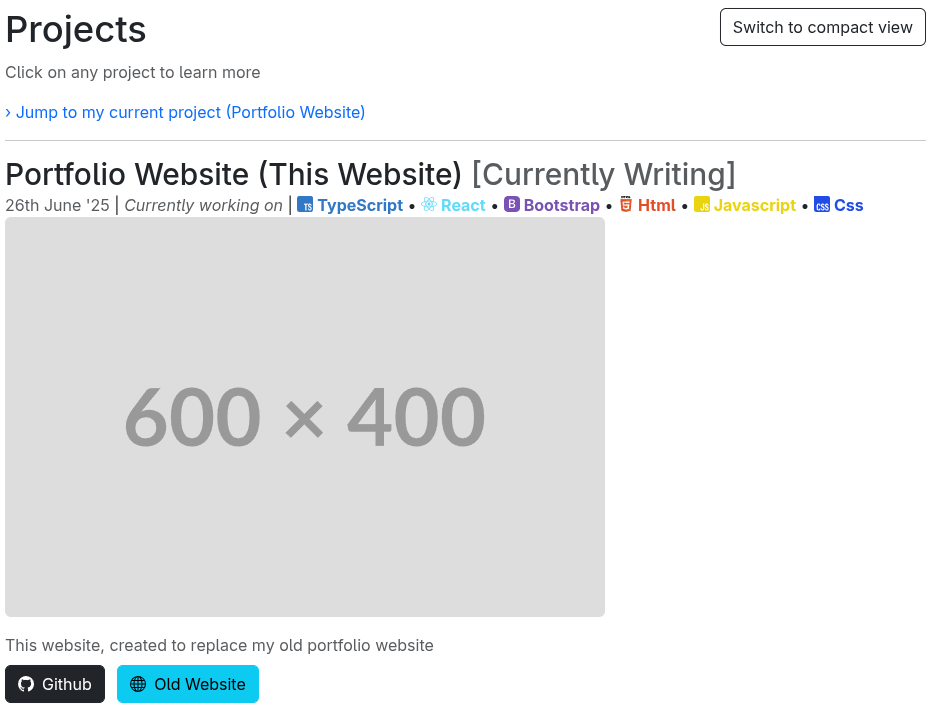 Projects
Switch to compact view
Click on any project to learn more
› Jump to my current project (Portfolio Website)
Portfolio Website (This Website) [Currently Writing]
26th June '25 | Currently working on | TS TypeScript • React • B Bootstrap • 5 Html • JS Javascript • CSS Css
600 × 400
This website, created to replace my old portfolio website
Github
Old Website